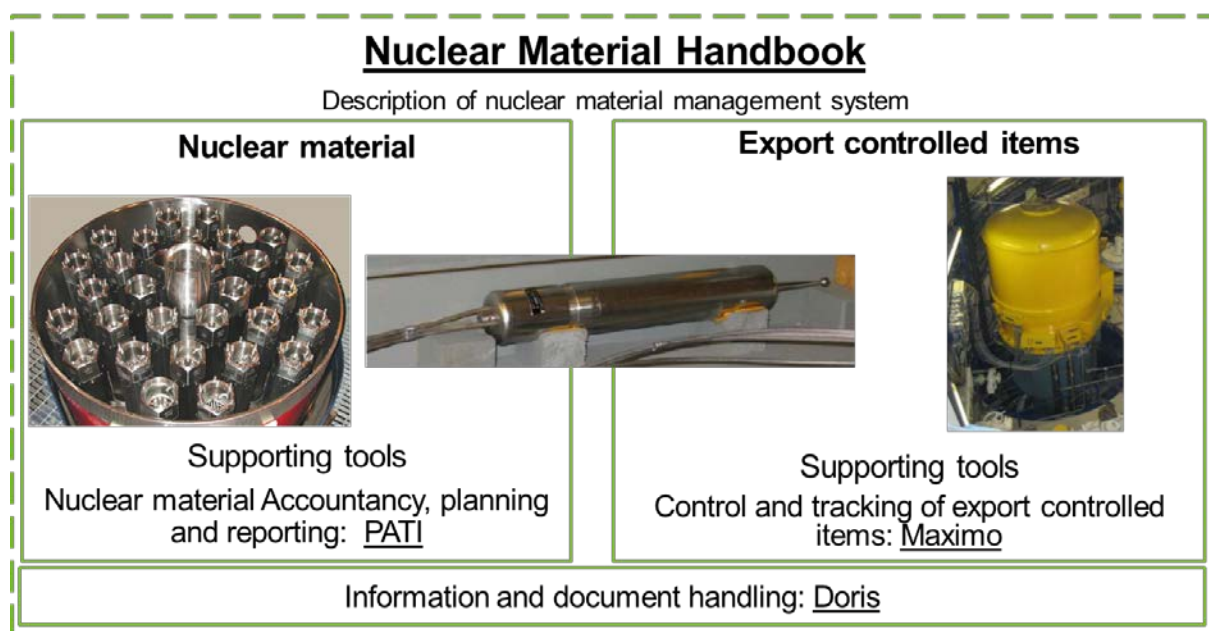 Nuclear Material Handbook
Description of nuclear material management system
Nuclear material
Supporting tools
Nuclear material Accountancy, planning
and reporting: PATI
Export controlled items
Supporting tools
Control and tracking of export controlled
items: Maximo
Information and document handling: Doris